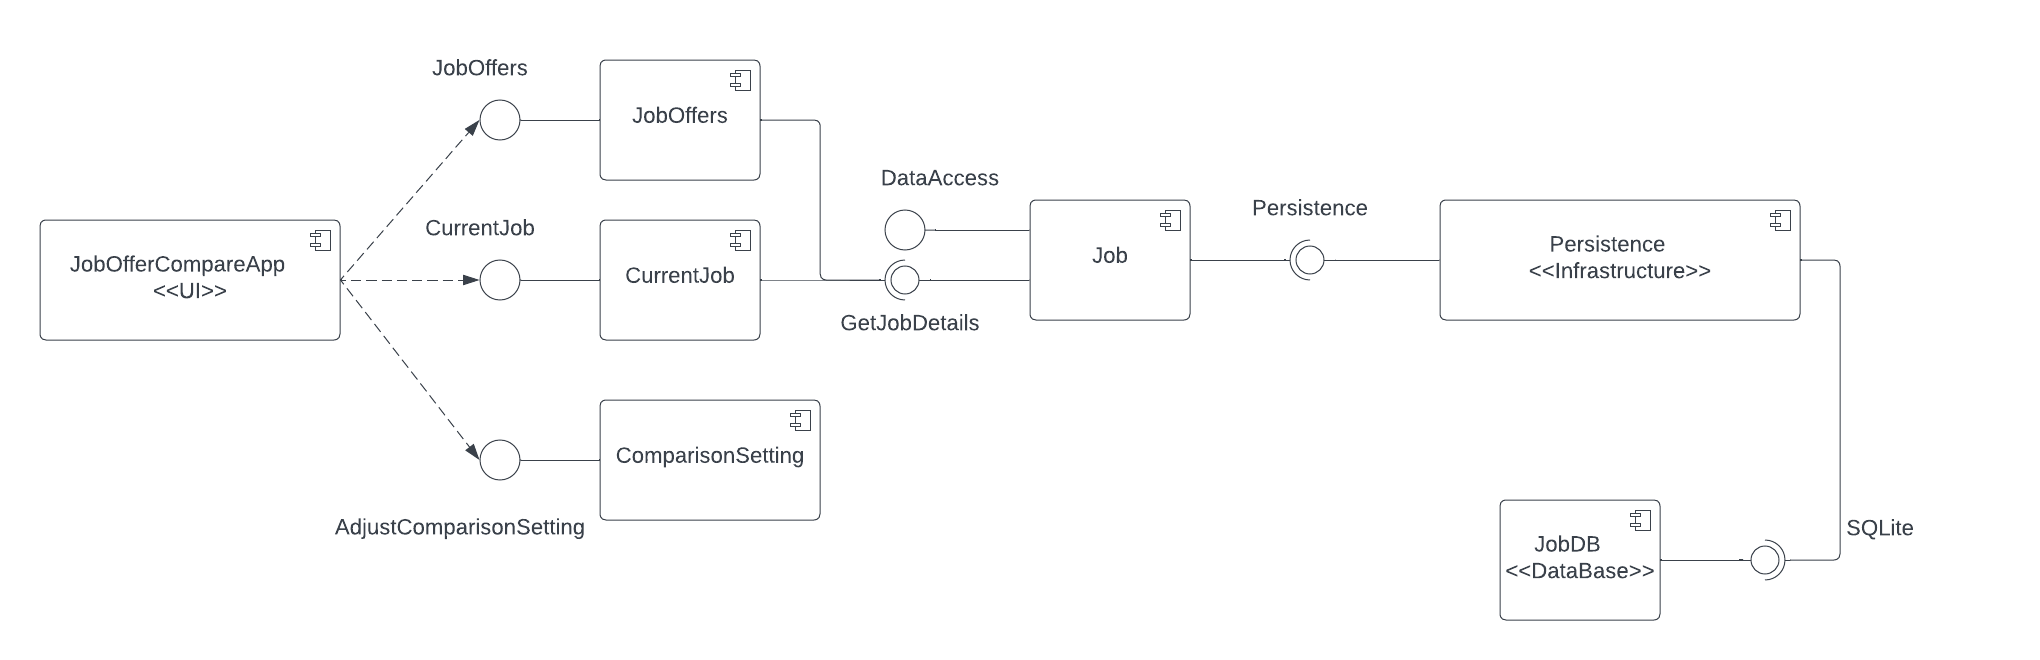 JobOffers
JobOffers
DataAccess
Persistence
CurrentJob
JobOfferCompareApp
<<UI>>
CurrentJob
Job
Persistence
<<Infrastructure>>
GetJobDetails
ComparisonSetting
AdjustComparisonSetting
SQLite
JobDB
<<DataBase>>